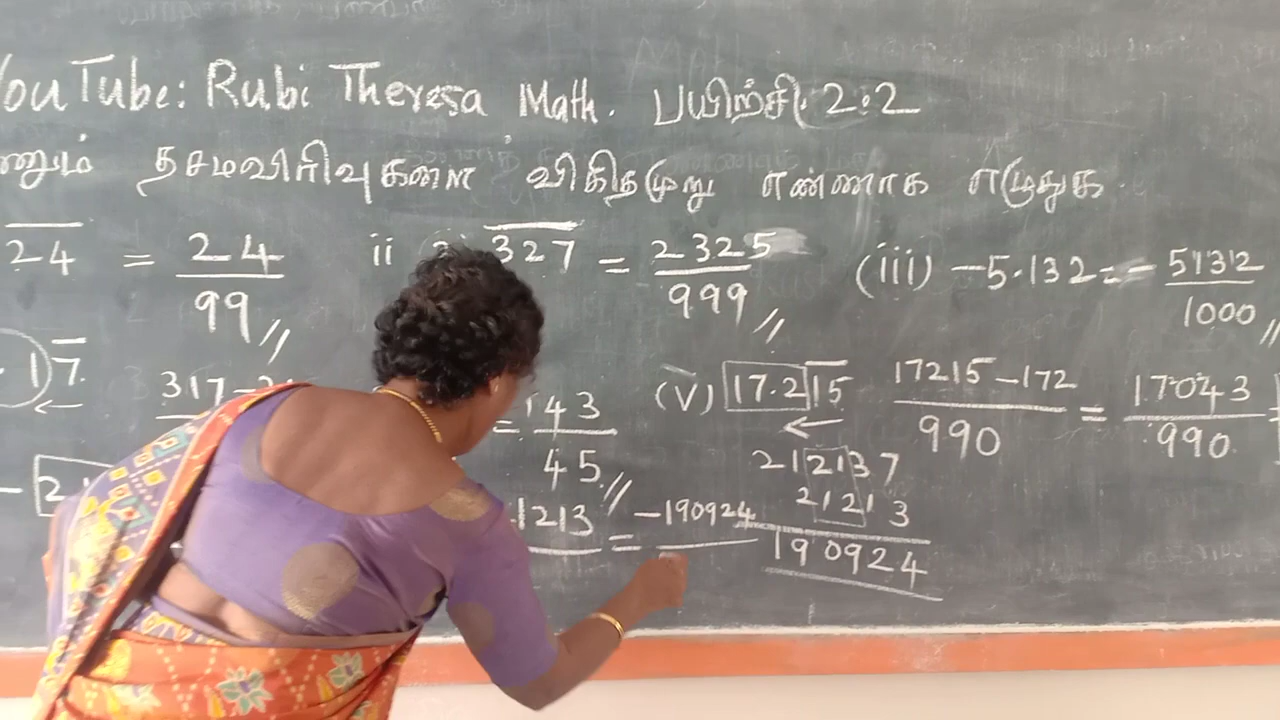 YouTube: Rubi Theresa Math. பயிற்சி 2.2
தசமவிரிவுகளை விகிதமுறு எண்ணாக எழுதுக.
24 = 24/99 ii 327 = 2325/999 (iii) -5.132 = - 5132/1000
17 317 - = 143/45 (V) 17.215 17215 - 172/990 = 17043/990
212137
21213
190924
1213 = -190924